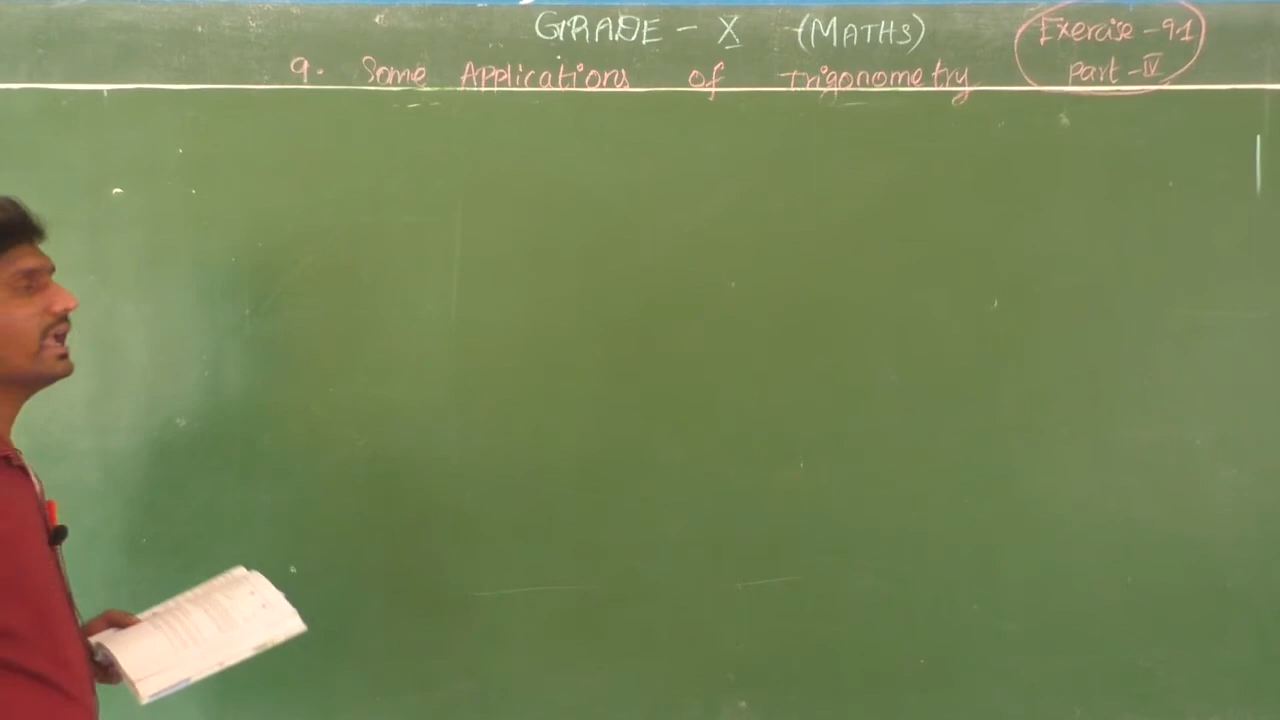 GRADE - X (MATHS)
9. Some Applications of Trigonometry
Exercise - 9.1
part - IV